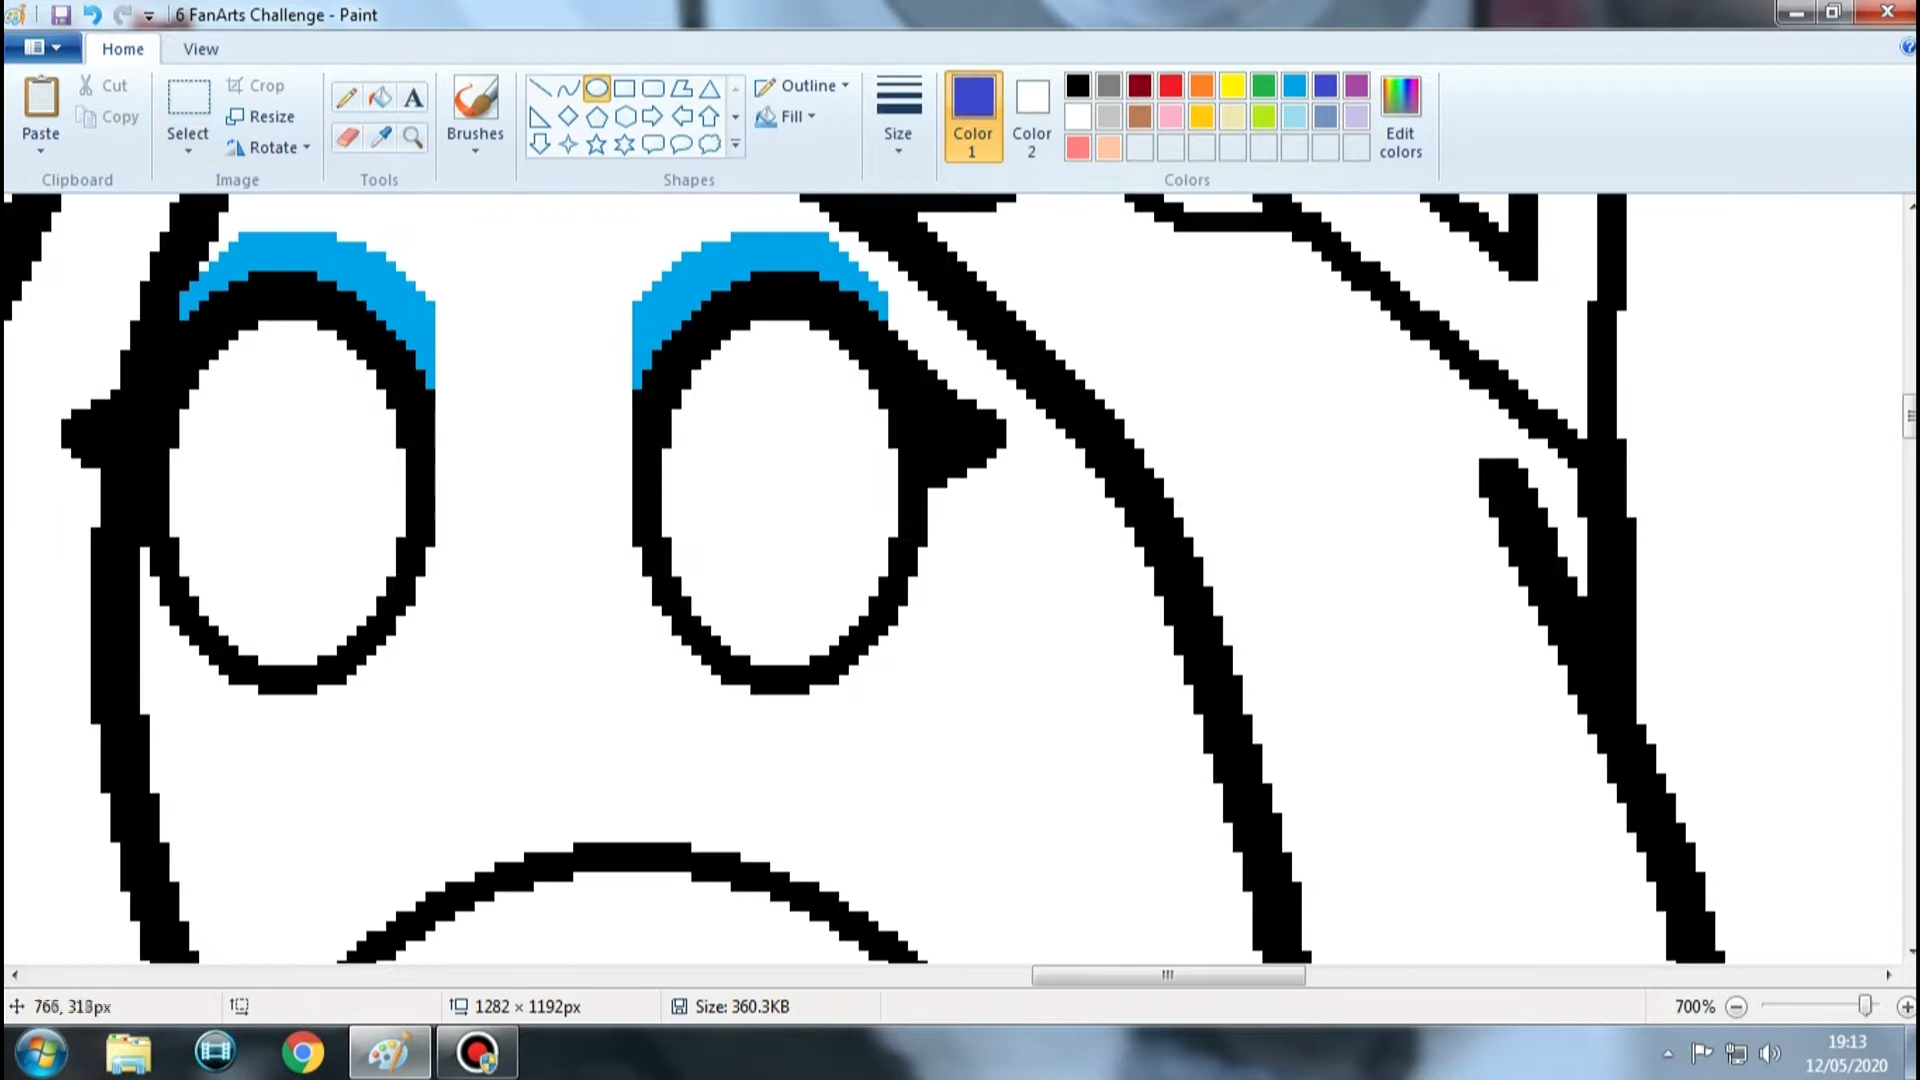 6 FanArts Challenge - Paint
Home View
Cut Crop Outline
Copy Resize Fill
Paste Select Rotate Brushes Size Color 1 Color 2 Edit colors
Clipboard Image Tools Shapes Colors
1282 × 1192px Size: 360.3KB 700%
19:13
12/05/2020